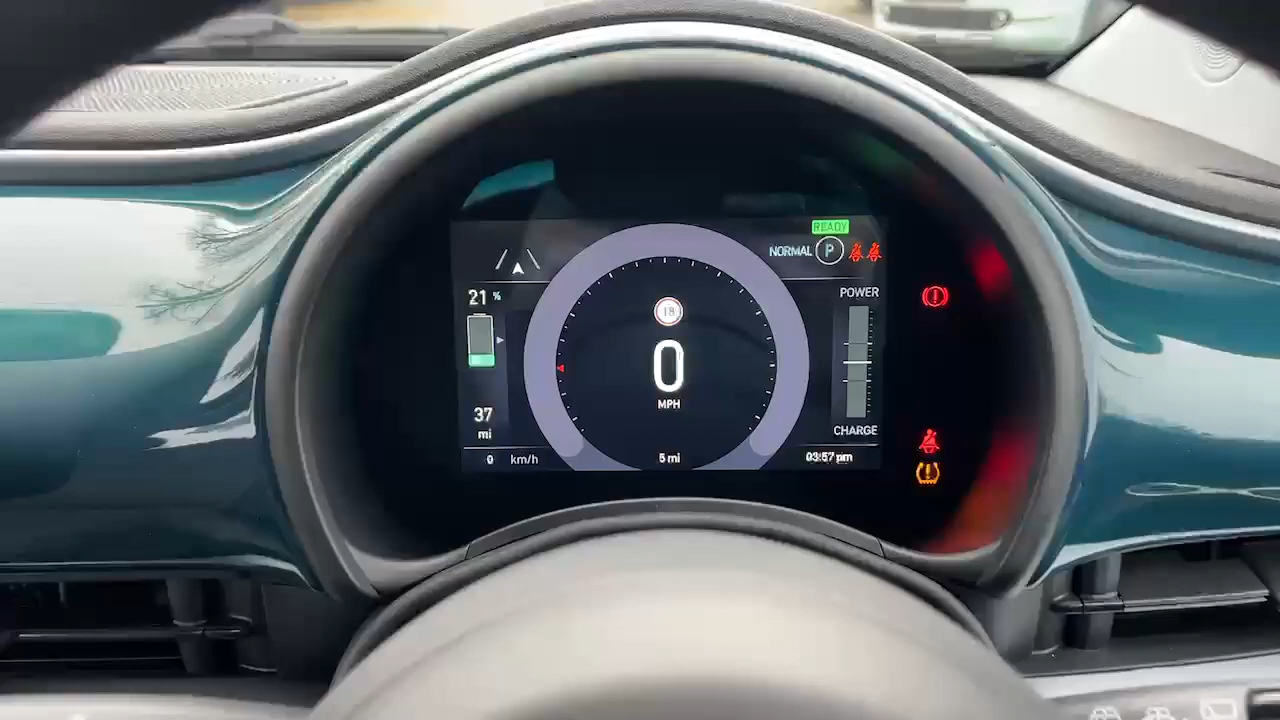 READY
NORMAL P
21 %
POWER
18
0
MPH
37
mi
CHARGE
0 km/h
5 mi
03:57 pm